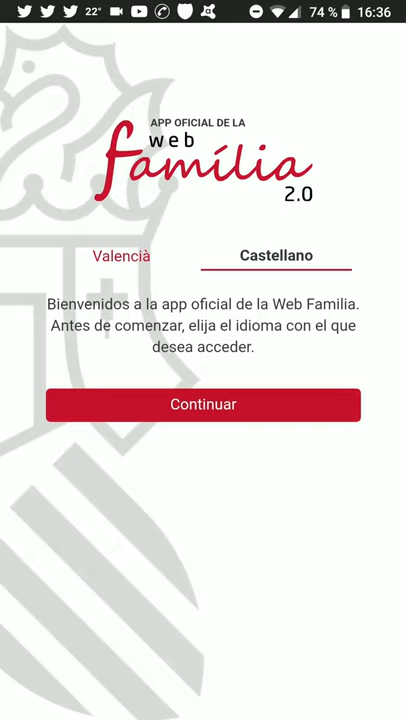 22° 74 % 16:36
APP OFICIAL DE LA
web
família
2.0
Valencià Castellano
Bienvenidos a la app oficial de la Web Familia.
Antes de comenzar, elija el idioma con el que
desea acceder.
Continuar